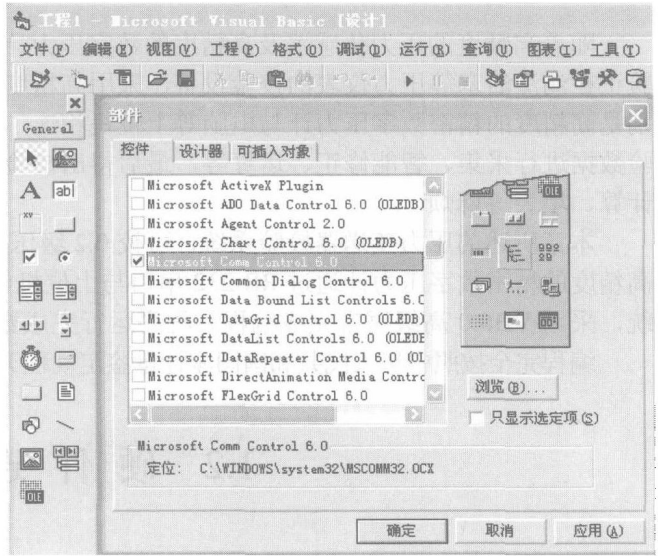 工程1 - Microsoft Visual Basic [设计]
文件(F) 编辑(E) 视图(V) 工程(P) 格式(O) 调试(D) 运行(R) 查询(U) 图表(I) 工具(T)
General
部件
控件 设计器 可插入对象
Microsoft ActiveX Plugin
Microsoft ADO Data Control 6.0 (OLEDB)
Microsoft Agent Control 2.0
Microsoft Chart Control 6.0 (OLEDB)
Microsoft Comm Control 6.0
Microsoft Common Dialog Control 6.0
Microsoft Data Bound List Controls 6.0
Microsoft DataGrid Control 6.0 (OLEDB)
Microsoft DataList Controls 6.0 (OLEDB
Microsoft DataRepeater Control 6.0 (OL
Microsoft DirectAnimation Media Contro
Microsoft FlexGrid Control 6.0
浏览(B)...
只显示选定项(S)
Microsoft Comm Control 6.0
定位: C:\WINDOWS\system32\MSCOMM32.OCX
确定 取消 应用(A)
A ab
OLE